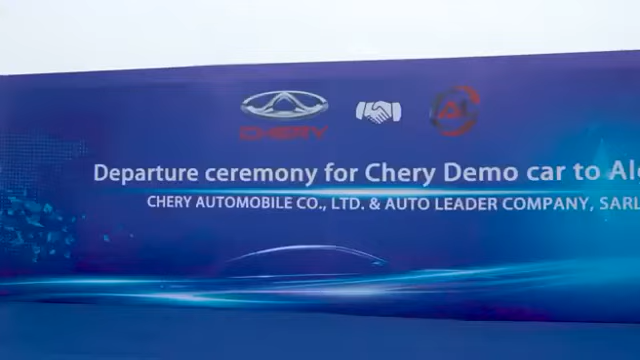 CHERY
Departure ceremony for Chery Demo car to
CHERY AUTOMOBILE CO., LTD. & AUTO LEADER COMPANY, SARL